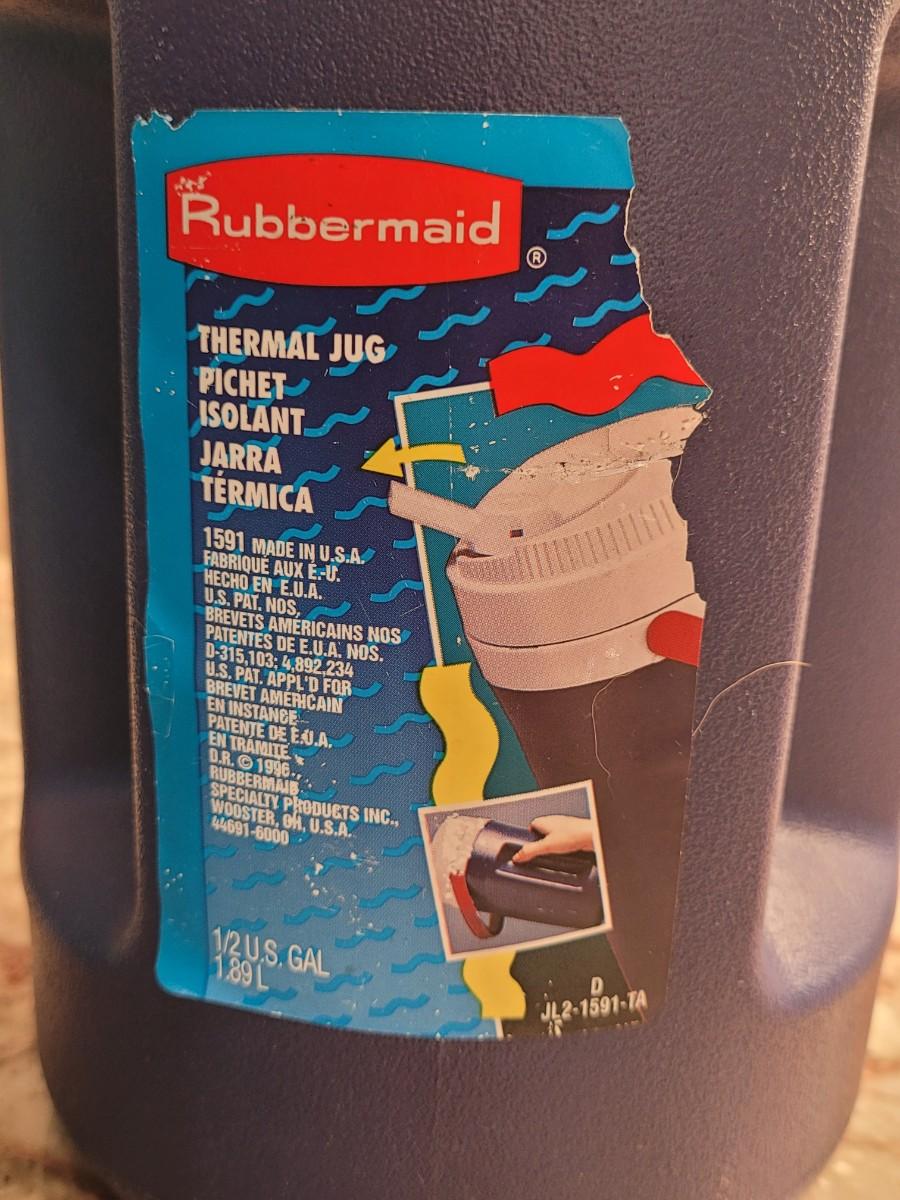 Rubbermaid
®
THERMAL JUG
PICHET
ISOLANT
JARRA
TÉRMICA
1591 MADE IN U.S.A.
FABRIQUÉ AUX É.-U.
HECHO EN E.U.A.
U.S. PAT. NOS.
BREVETS AMÉRICAINS NOS
PATENTES DE E.U.A. NOS.
D-315,103; 4,892,234
U.S. PAT. APPL'D FOR
BREVET AMÉRICAIN
EN INSTANCE
PATENTE DE E.U.A.
EN TRÁMITE
D.R. © 1996.,
RUBBERMAID
SPECIALTY PRODUCTS INC.,
WOOSTER, OH, U.S.A.
44691-6000
1/2 U.S. GAL
1.89 L
D
JL2-1591-TA